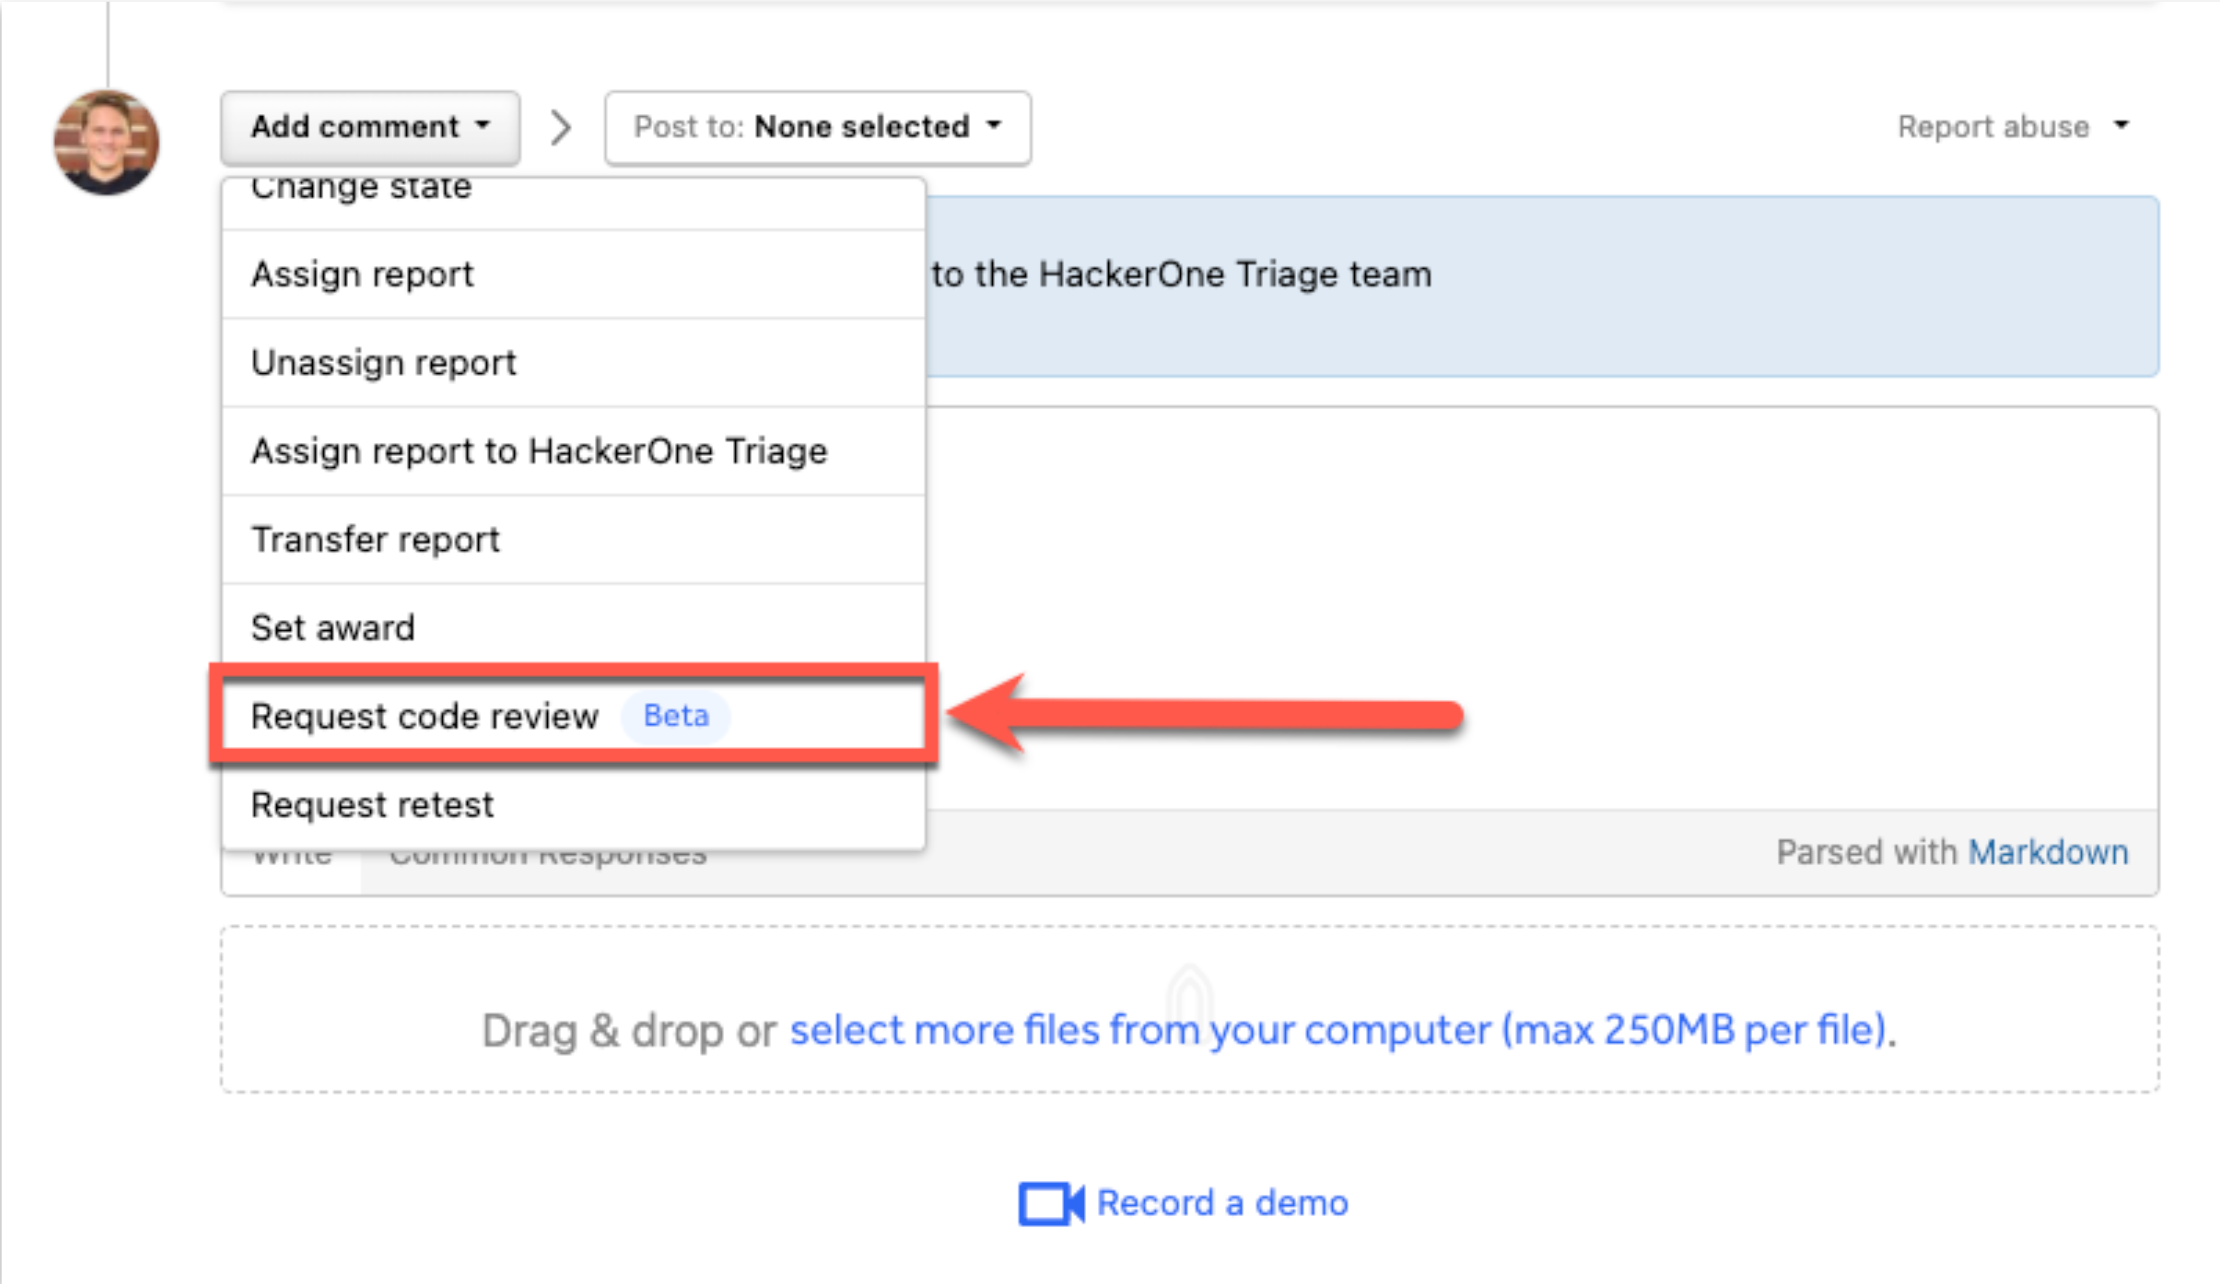 Add comment
Post to: None selected
Report abuse
Change state
Assign report
to the HackerOne Triage team
Unassign report
Assign report to HackerOne Triage
Transfer report
Set award
Request code review Beta
Request retest
Write Common Responses
Parsed with Markdown
Drag & drop or select more files from your computer (max 250MB per file).
Record a demo